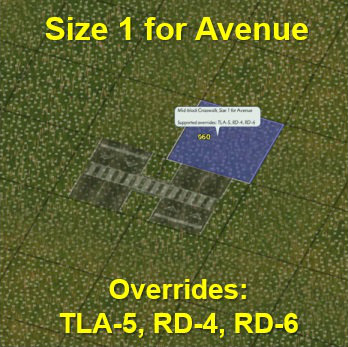 Size 1 for Avenue
Mid-block Crosswalk, Size 1 for Avenue
Supported overrides: TLA-5, RD-4, RD-6
960
Overrides:
TLA-5, RD-4, RD-6